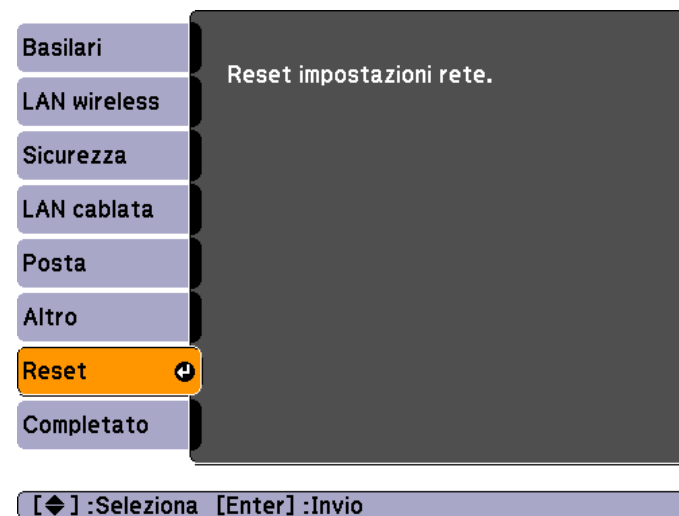 Basilari
LAN wireless
Sicurezza
LAN cablata
Posta
Altro
Reset
Completato
Reset impostazioni rete.
[◆] :Seleziona [Enter] :Invio